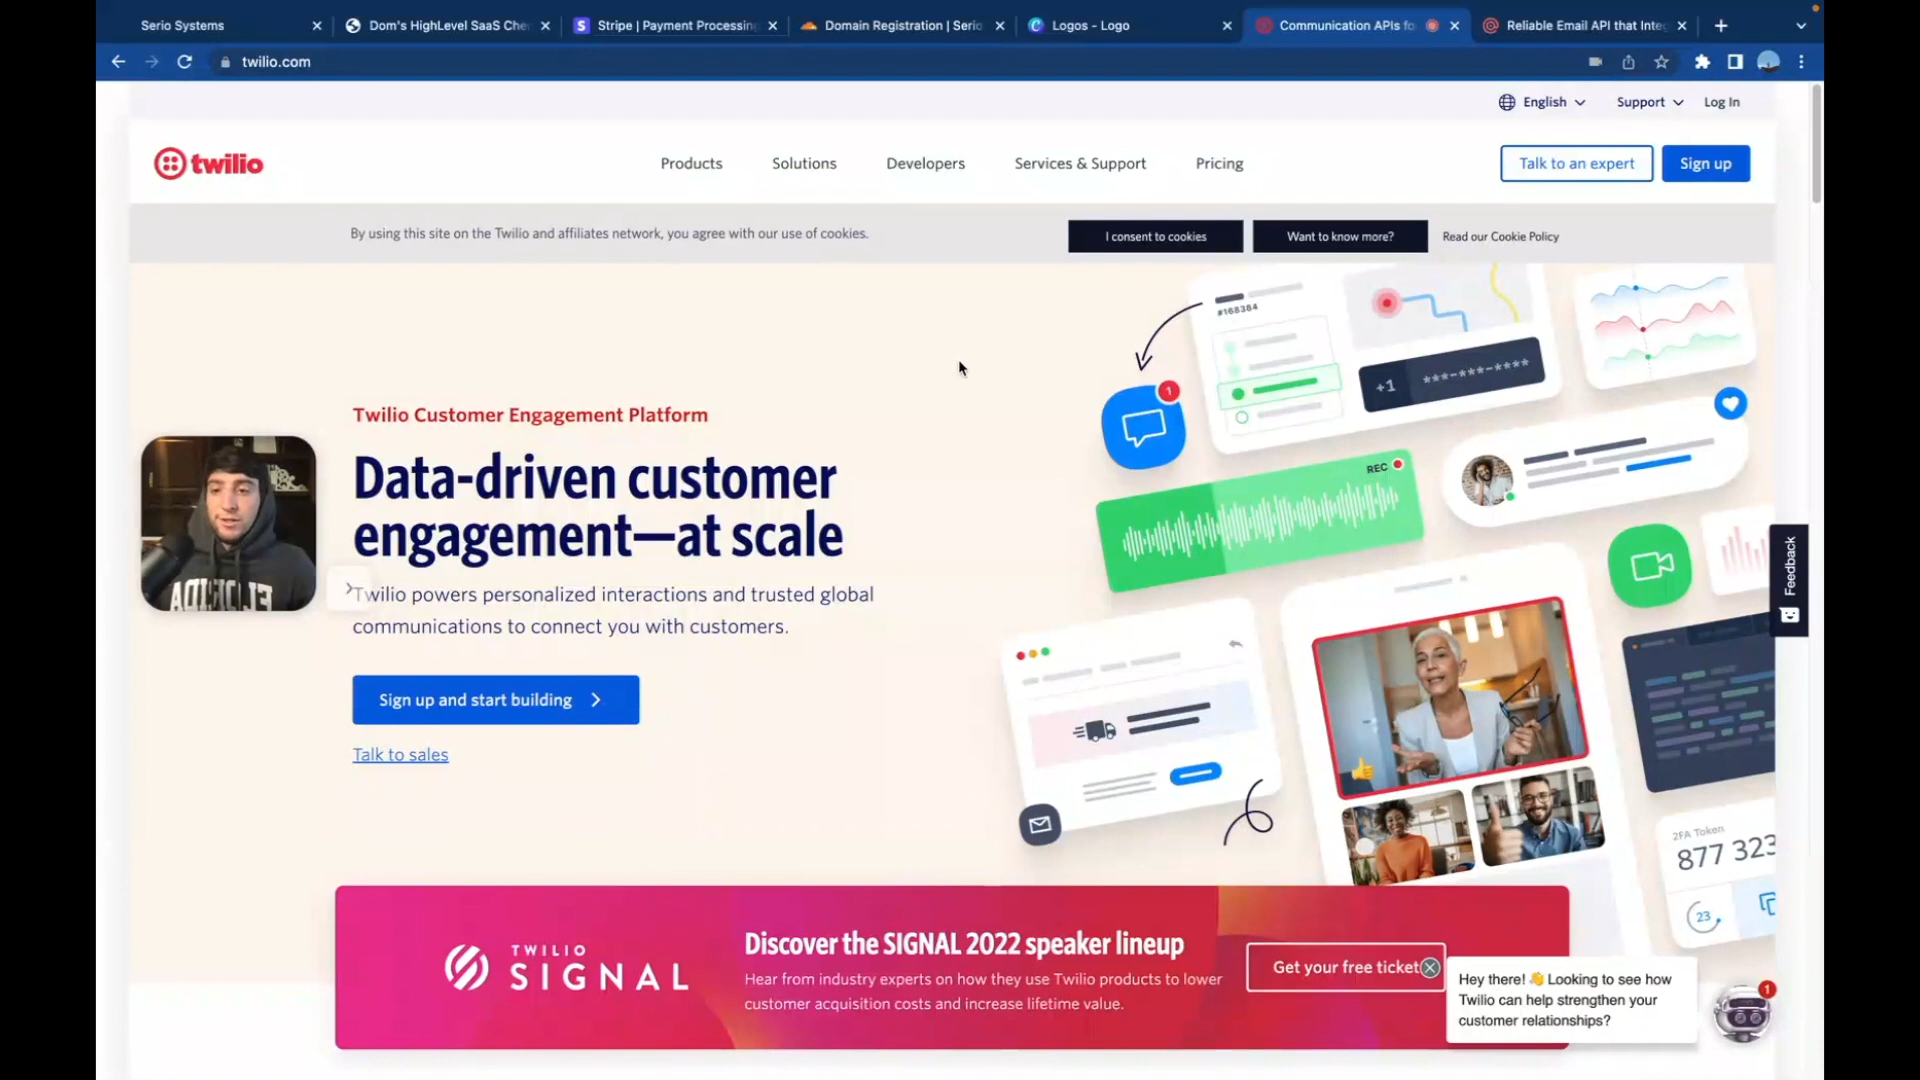 Serio Systems
Dom's HighLevel SaaS Che
Stripe | Payment Processing
Domain Registration | Serio
Logos - Logo
Communication APIs fo
Reliable Email API that Inte
twilio.com
English
Support
Log In
twilio
Products
Solutions
Developers
Services & Support
Pricing
Talk to an expert
Sign up
By using this site on the Twilio and affiliates network, you agree with our use of cookies.
I consent to cookies
Want to know more?
Read our Cookie Policy
#168384
+1 ***-***-****
1
REC
Twilio Customer Engagement Platform
Data-driven customer
engagement—at scale
Twilio powers personalized interactions and trusted global
communications to connect you with customers.
Sign up and start building
Talk to sales
Feedback
2FA Token
877 323
23
TWILIO
SIGNAL
Discover the SIGNAL 2022 speaker lineup
Hear from industry experts on how they use Twilio products to lower
customer acquisition costs and increase lifetime value.
Get your free ticket
Hey there! 👋 Looking to see how
Twilio can help strengthen your
customer relationships?
1